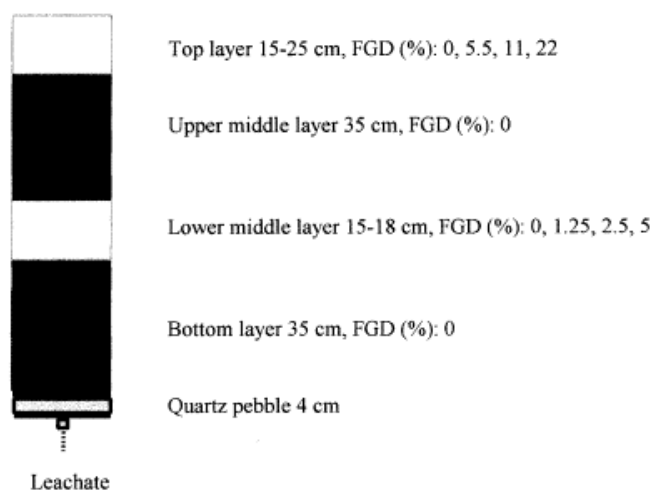 Top layer 15-25 cm, FGD (%): 0, 5.5, 11, 22
Upper middle layer 35 cm, FGD (%): 0
Lower middle layer 15-18 cm, FGD (%): 0, 1.25, 2.5, 5
Bottom layer 35 cm, FGD (%): 0
Quartz pebble 4 cm
Leachate